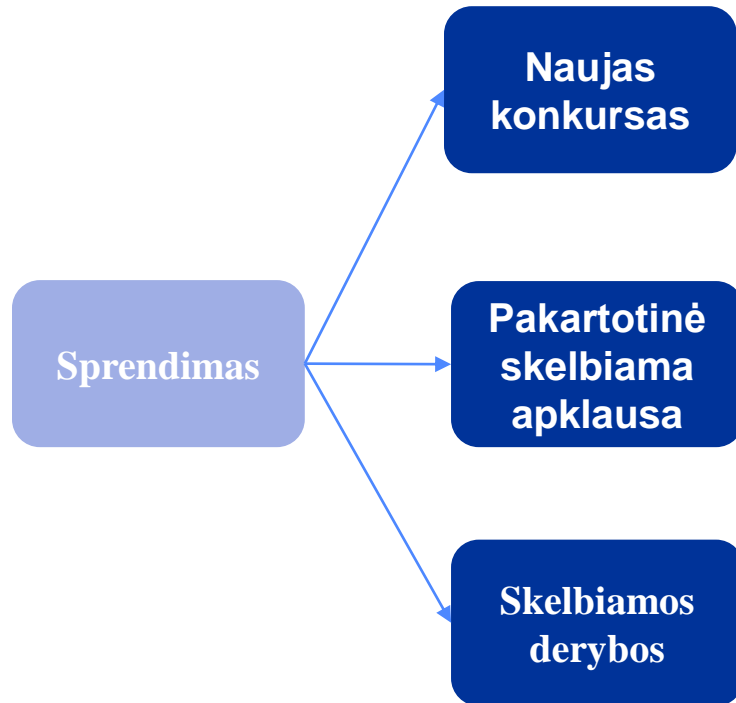 Naujas
konkursas
Sprendimas
Pakartotinė
skelbiama
apklausa
Skelbiamos
derybos